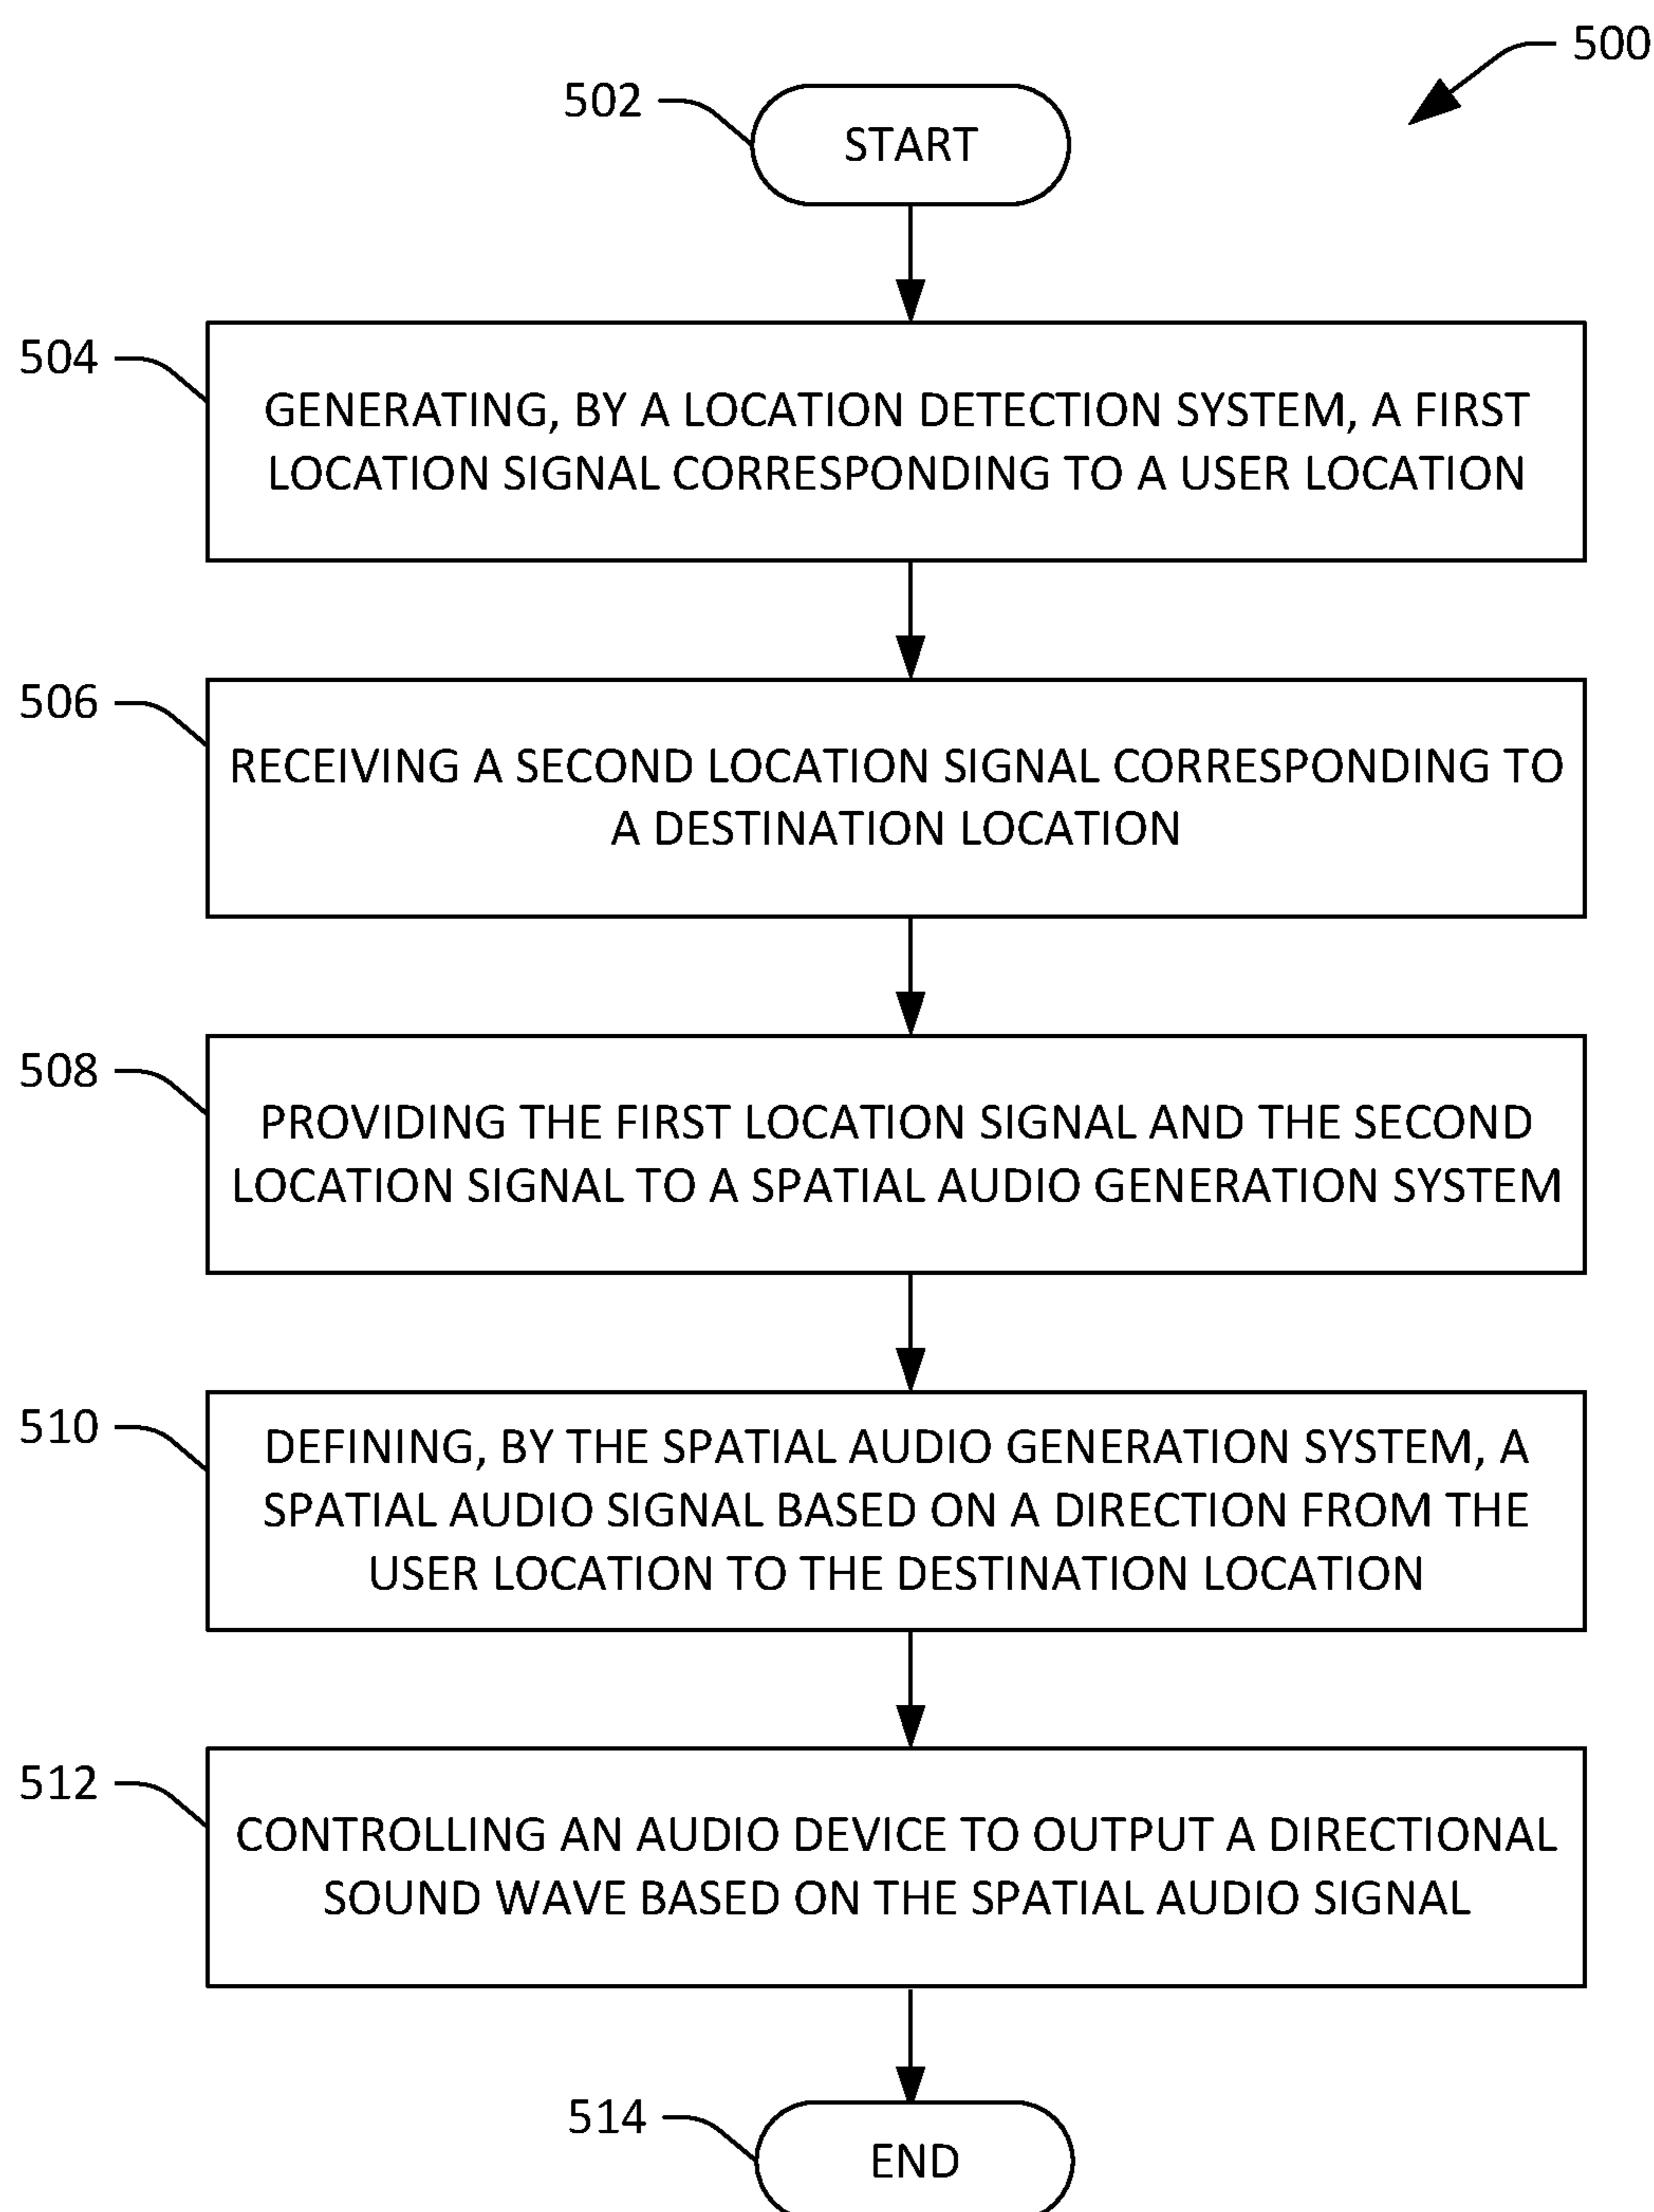 500
502
START
504
GENERATING, BY A LOCATION DETECTION SYSTEM, A FIRST
LOCATION SIGNAL CORRESPONDING TO A USER LOCATION
506
RECEIVING A SECOND LOCATION SIGNAL CORRESPONDING TO
A DESTINATION LOCATION
508
PROVIDING THE FIRST LOCATION SIGNAL AND THE SECOND
LOCATION SIGNAL TO A SPATIAL AUDIO GENERATION SYSTEM
510
DEFINING, BY THE SPATIAL AUDIO GENERATION SYSTEM, A
SPATIAL AUDIO SIGNAL BASED ON A DIRECTION FROM THE
USER LOCATION TO THE DESTINATION LOCATION
512
CONTROLLING AN AUDIO DEVICE TO OUTPUT A DIRECTIONAL
SOUND WAVE BASED ON THE SPATIAL AUDIO SIGNAL
514
END